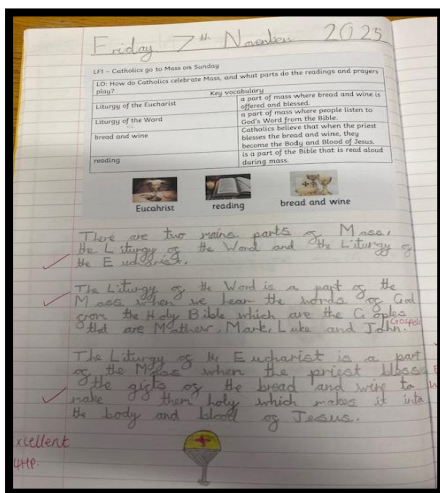 Friday 7th November 2025
LF1 - Catholics go to Mass on Sunday
LO: How do Catholics celebrate Mass, and what parts do the readings and prayers play?
Key vocabulary
Liturgy of the Eucharist
a part of mass where bread and wine is offered and blessed.
Liturgy of the Word
a part of mass where people listen to God's Word from the Bible.
bread and wine
Catholics believe that when the priest blesses the bread and wine, they become the Body and Blood of Jesus.
reading
is a part of the Bible that is read aloud during mass.
Eucahrist
reading
bread and wine
There are two mains parts of Mass,
the Liturgy of the Word and the Liturgy of
the Eucharist.
The Liturgy of the Word is a part of the
Mass when we hear the words of God
from the Holy Bible which are the Goples
Gospels
that are Mathew, Mark, Luke and John.
The Liturgy of the Eucharist is a part
of the Mass when the priest bless
the gifts of the bread and wine to
make them holy which makes it into
the body and blood of Jesus.
xcellent
4HP.